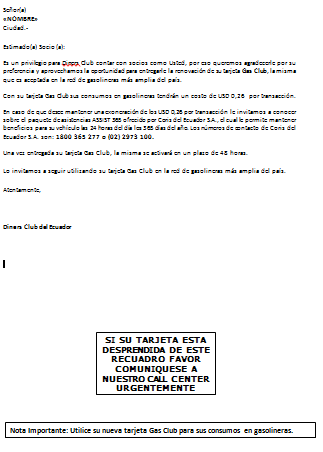 Señor(a)
«NOMBRE»
Ciudad.-
Estimado(a) Socio (a):
Es un privilegio para Diners Club contar con socios como Usted, por eso queremos agradecerle por su
preferencia y aprovechamos la oportunidad para entregarle la renovación de su tarjeta Gas Club, la misma
que es aceptada en la red de gasolineras más amplia del país.
Con su tarjeta Gas Club sus consumos en gasolineras tendrán un costo de USD 0,26 por transacción.
En caso de que desee mantener una exoneración de los USD 0,26 por transacción le invitamos a conocer
sobre el paquete de asistencias ASSIST 365 ofrecido por Coris del Ecuador S.A., el cual le permite mantener
beneficios para su vehículo las 24 horas del día los 365 días del año. Los números de contacto de Coris del
Ecuador S.A. son: 1800 365 277 o (02) 2973 100.
Una vez entregada su tarjeta Gas Club, la misma se activará en un plazo de 48 horas.
Lo invitamos a seguir utilizando su tarjeta Gas Club en la red de gasolineras más amplia del país.
Atentamente,
Diners Club del Ecuador
SI SU TARJETA ESTA
DESPRENDIDA DE ESTE
RECUADRO FAVOR
COMUNIQUESE A
NUESTRO CALL CENTER
URGENTEMENTE
Nota Importante: Utilice su nueva tarjeta Gas Club para sus consumos en gasolineras.